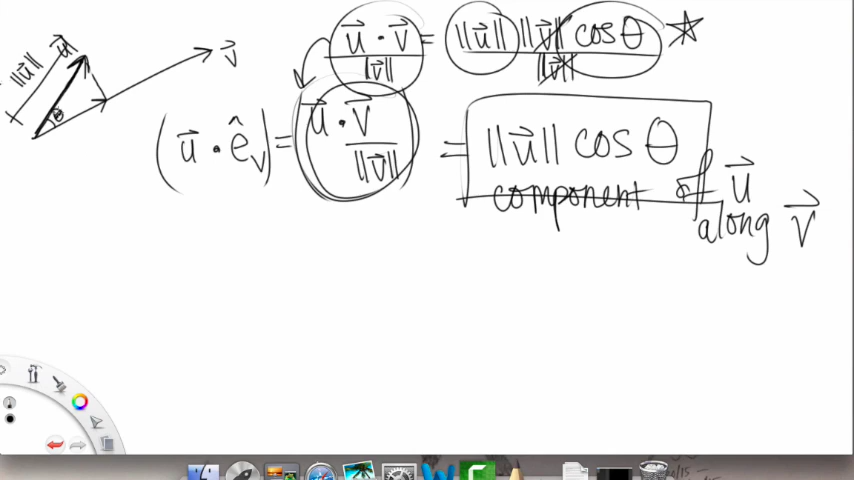 u⃗ · v⃗ / ||v⃗|| = ||u⃗|| ||v⃗|| cos θ / ||v⃗|| ☆
||u⃗|| u⃗ v⃗
θ
(u⃗ · ê_v) = u⃗ · v⃗ / ||v⃗|| = ||u⃗|| cos θ
component of u⃗
along v⃗